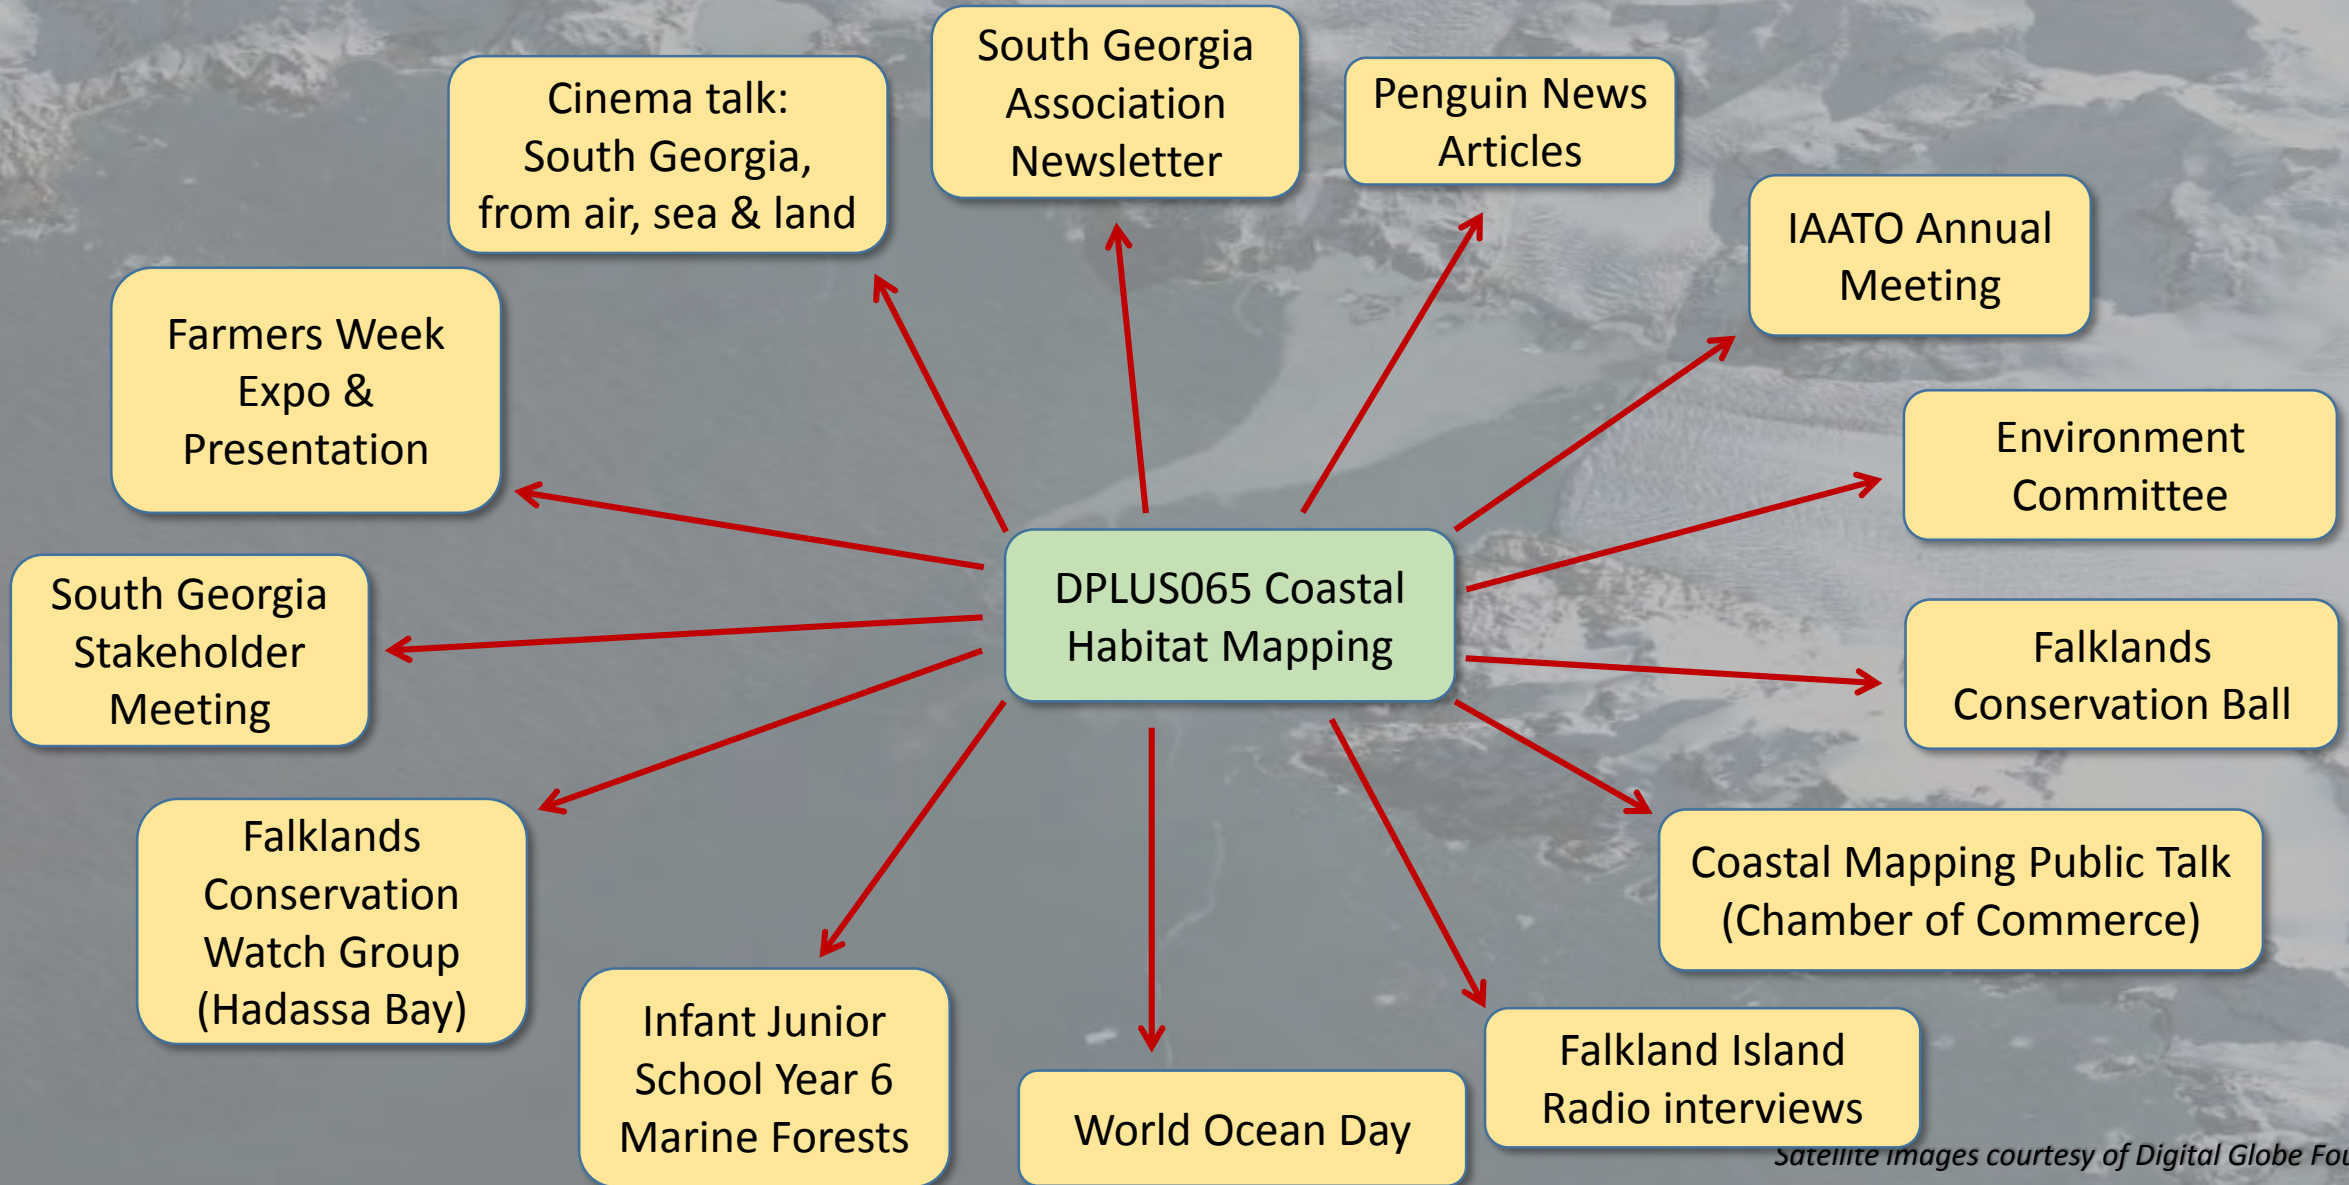 South Georgia
Association
Newsletter
Cinema talk:
South Georgia,
from air, sea & land
Penguin News
Articles
IAATO Annual
Meeting
Farmers Week
Expo &
Presentation
Environment
Committee
DPLUS065 Coastal
Habitat Mapping
South Georgia
Stakeholder
Meeting
Falklands
Conservation Ball
Falklands
Conservation
Watch Group
(Hadassa Bay)
Coastal Mapping Public Talk
(Chamber of Commerce)
Infant Junior
School Year 6
Marine Forests
World Ocean Day
Falkland Island
Radio interviews
Satellite images courtesy of Digital Globe